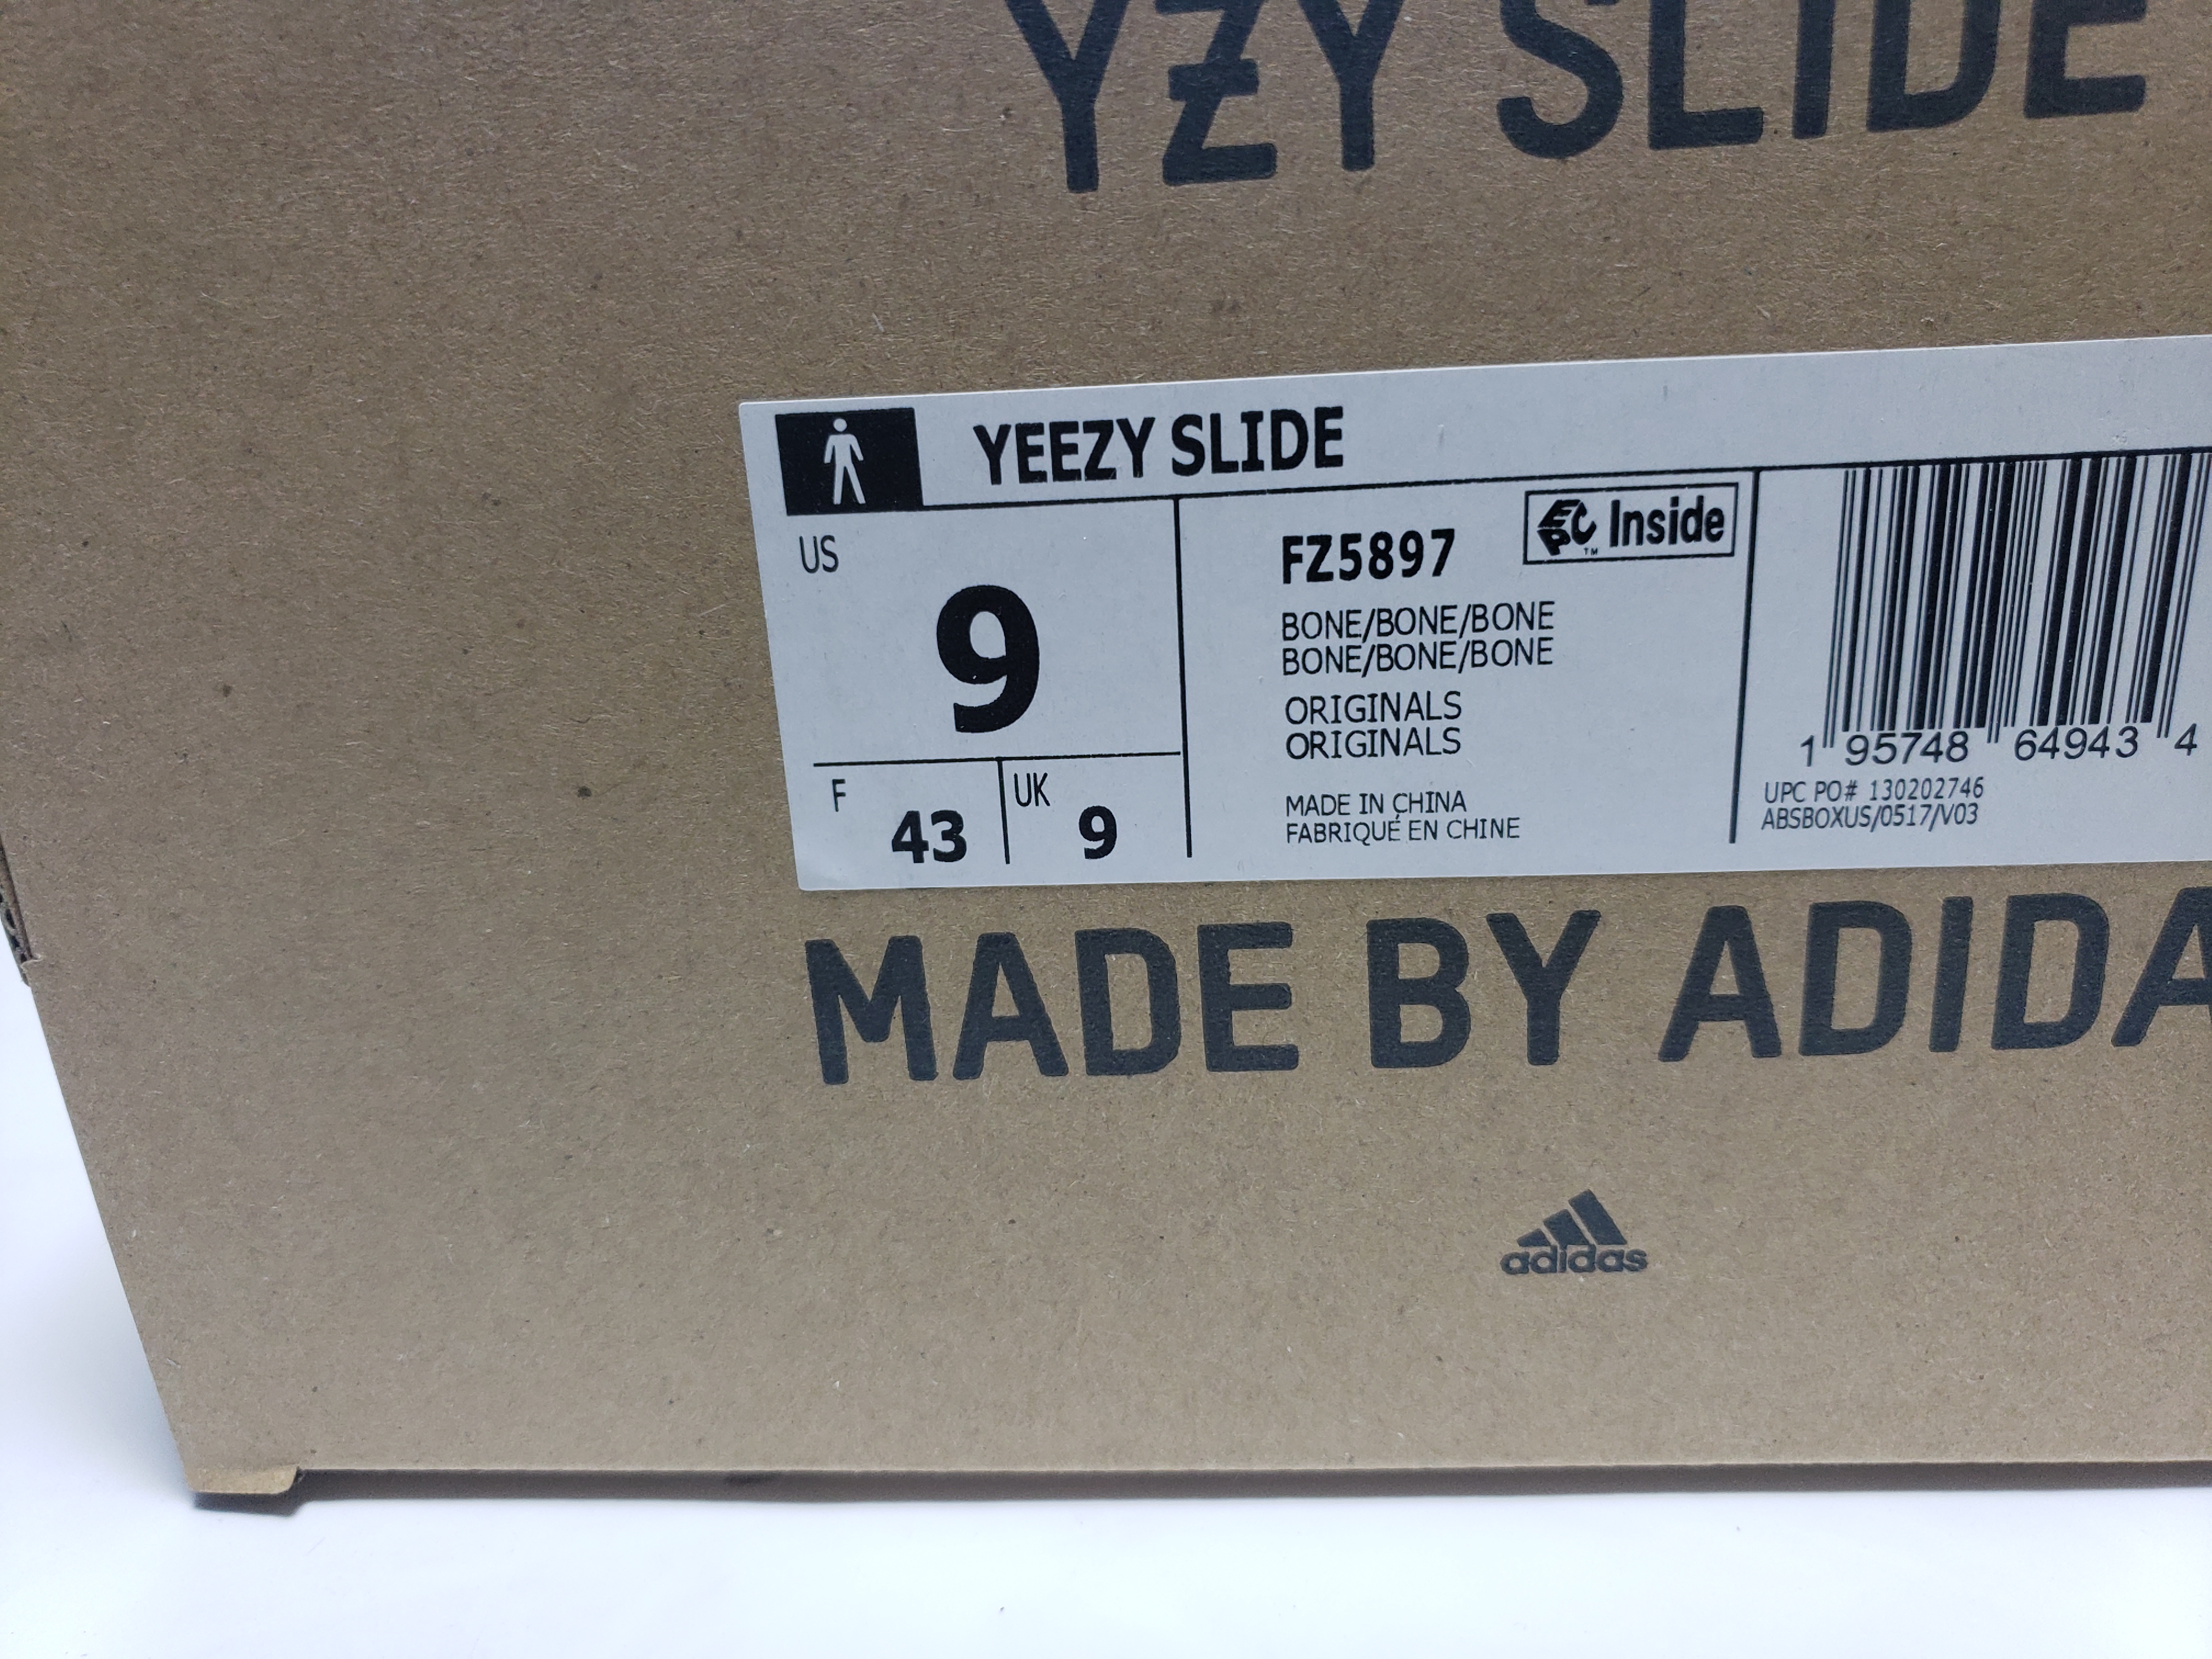 YZY SLIDE
YEEZY SLIDE
US
9
F 43
UK 9
FZ5897
EPC Inside
™
BONE/BONE/BONE
BONE/BONE/BONE
ORIGINALS
ORIGINALS
MADE IN CHINA
FABRIQUÉ EN CHINE
1 95748 64943 4
UPC PO# 130202746
ABSBOXUS/0517/V03
MADE BY ADIDA
adidas